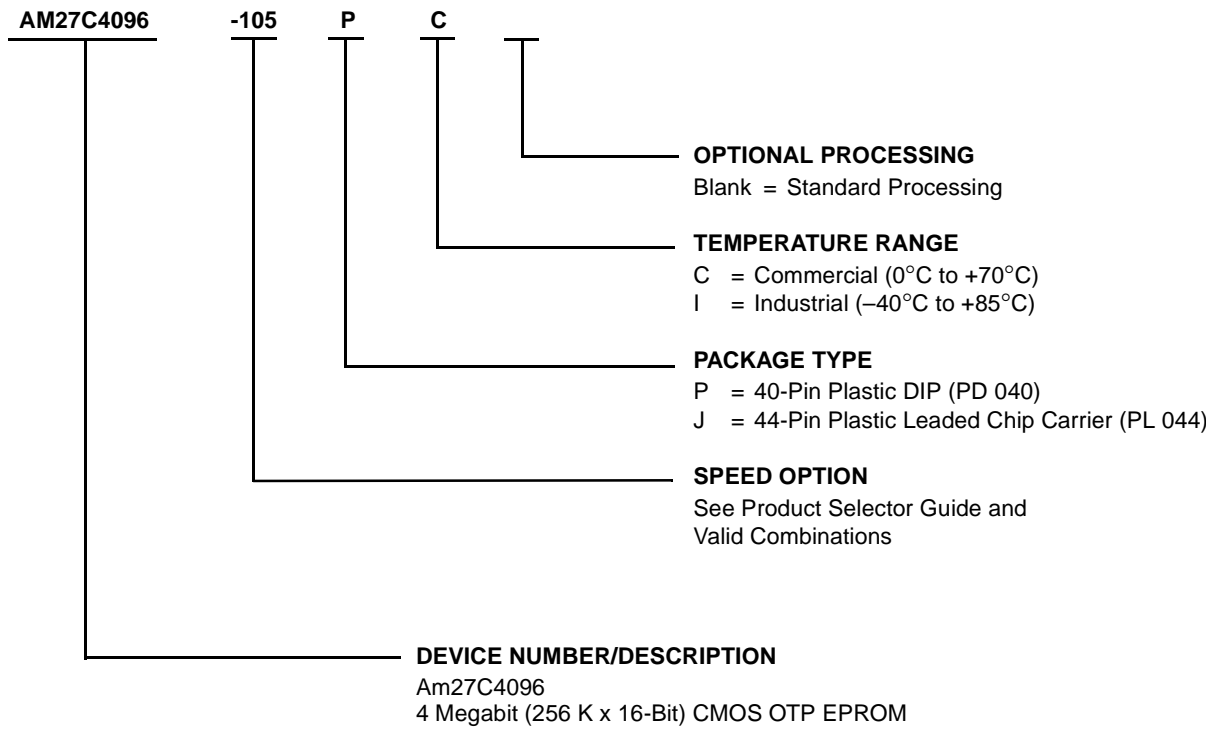 AM27C4096 -105 P C
OPTIONAL PROCESSING
Blank = Standard Processing
TEMPERATURE RANGE
C = Commercial (0°C to +70°C)
I = Industrial (–40°C to +85°C)
PACKAGE TYPE
P = 40-Pin Plastic DIP (PD 040)
J = 44-Pin Plastic Leaded Chip Carrier (PL 044)
SPEED OPTION
See Product Selector Guide and
Valid Combinations
DEVICE NUMBER/DESCRIPTION
Am27C4096
4 Megabit (256 K x 16-Bit) CMOS OTP EPROM